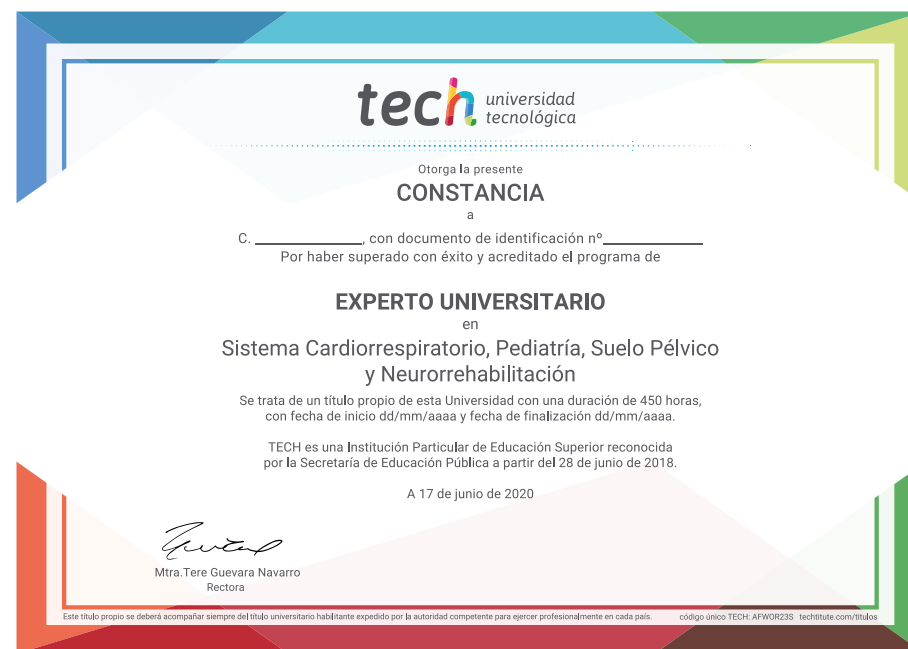 tech universidad
tecnológica
Otorga la presente
CONSTANCIA
a
C. ____________, con documento de identificación nº____________
Por haber superado con éxito y acreditado el programa de
EXPERTO UNIVERSITARIO
en
Sistema Cardiorrespiratorio, Pediatría, Suelo Pélvico
y Neurorrehabilitación
Se trata de un título propio de esta Universidad con una duración de 450 horas,
con fecha de inicio dd/mm/aaaa y fecha de finalización dd/mm/aaaa.
TECH es una Institución Particular de Educación Superior reconocida
por la Secretaría de Educación Pública a partir del 28 de junio de 2018.
A 17 de junio de 2020
Mtra.Tere Guevara Navarro
Rectora
Este título propio se deberá acompañar siempre del título universitario habilitante expedido por la autoridad competente para ejercer profesionalmente en cada país. código único TECH: AFWOR23S techtitute.com/titulos